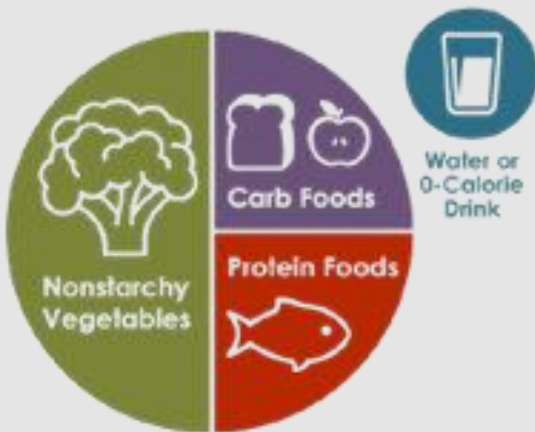 Nonstarchy
Vegetables
Carb Foods
Protein Foods
Water or
0-Calorie
Drink